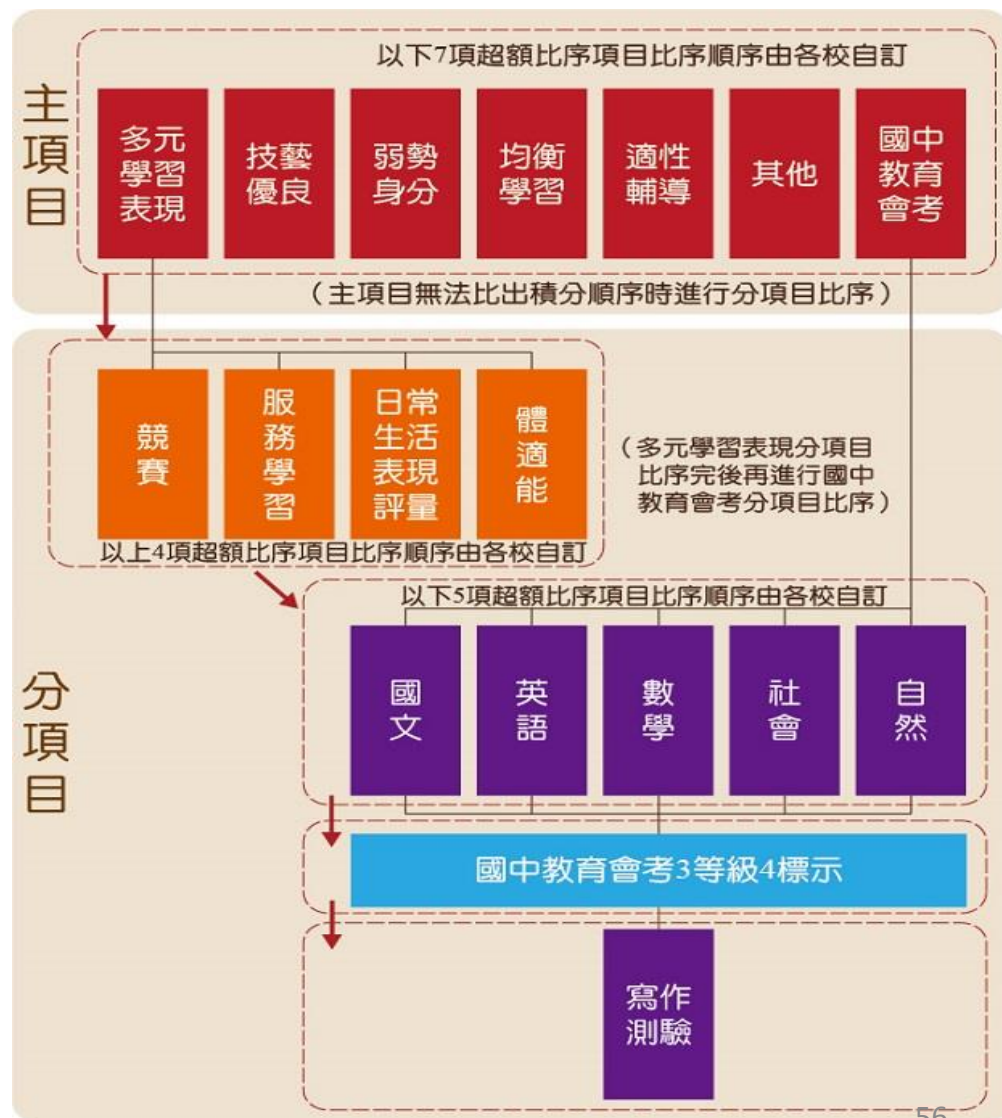 主項目
以下7項超額比序項目比序順序由各校自訂
多元
學習
表現
技藝
優良
弱勢
身分
均衡
學習
適性
輔導
其他
國中
教育
會考
（主項目無法比出積分順序時進行分項目比序）
分項目
競賽
服務學習
日常
生活
表現
評量
體適能
（多元學習表現分項目
比序完後再進行國中
教育會考分項目比序）
以上4項超額比序項目比序順序由各校自訂
以下5項超額比序項目比序順序由各校自訂
國文
英語
數學
社會
自然
國中教育會考3等級4標示
寫作
測驗
56